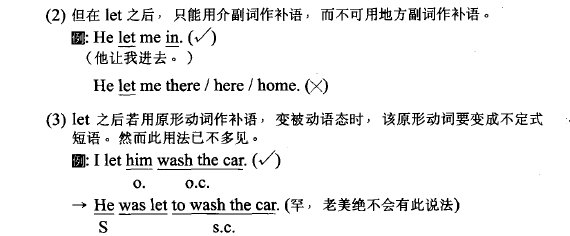 (2) 但在 let 之后，只能用介副词作补语，而不可用地方副词作补语。
例: He let me in. (✓)
（他让我进去。）
He let me there / here / home. (×)
(3) let 之后若用原形动词作补语，变被动语态时，该原形动词要变成不定式
短语。然而此用法已不多见。
例: I let him wash the car. (✓)
o. o.c.
→ He was let to wash the car. (罕，老美绝不会有此说法)
S s.c.